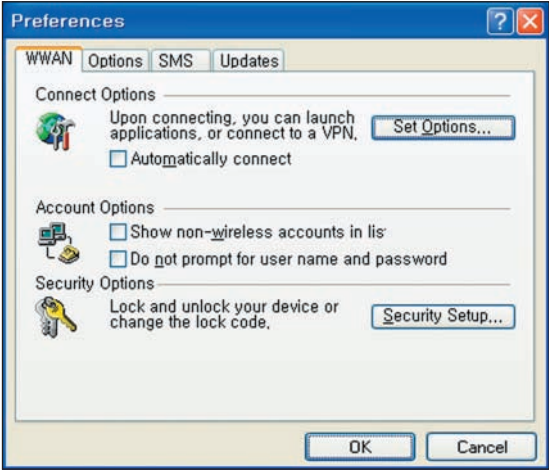 Preferences
WWAN Options SMS Updates
Connect Options
Upon connecting, you can launch
applications, or connect to a VPN.
Set Options...
Automatically connect
Account Options
Show non-wireless accounts in lis
Do not prompt for user name and password
Security Options
Lock and unlock your device or
change the lock code.
Security Setup...
OK Cancel